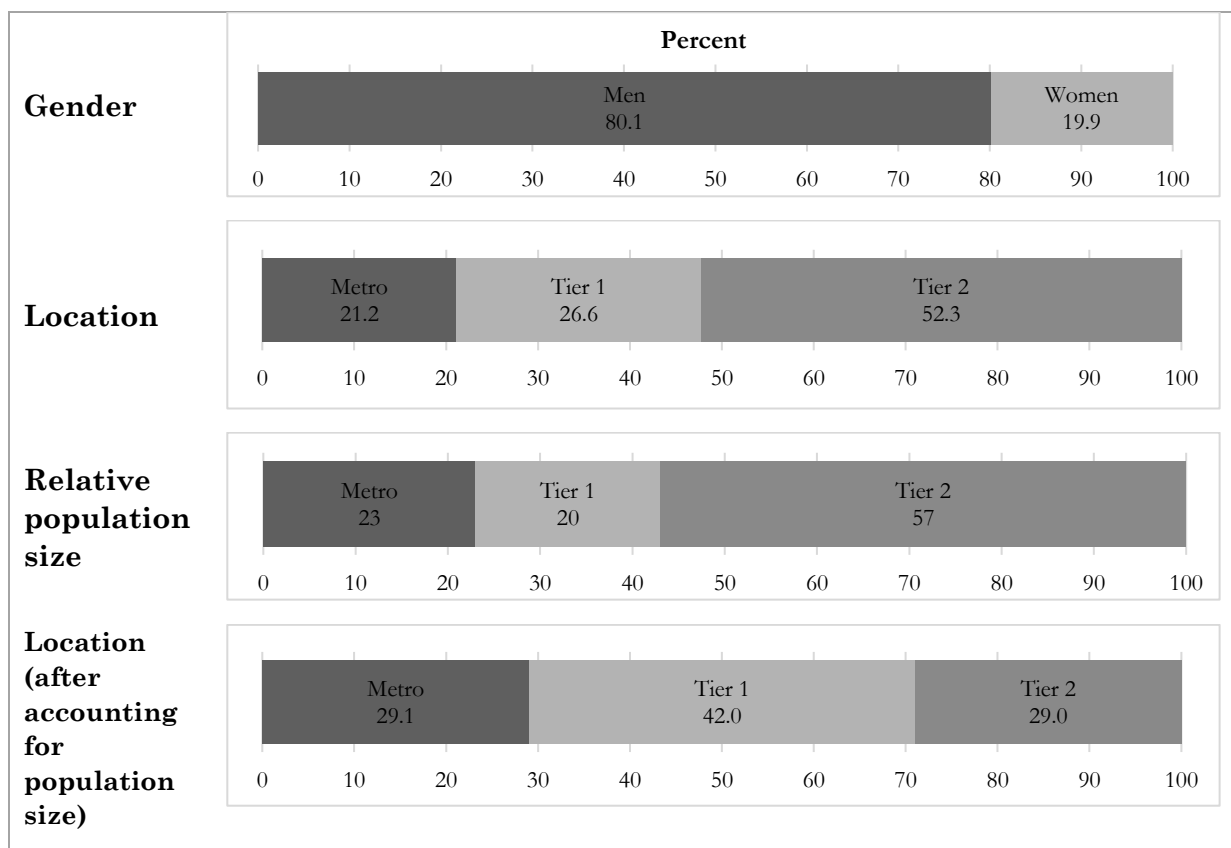 Percent
Gender
Men
80.1
Women
19.9
0 10 20 30 40 50 60 70 80 90 100
Location
Metro
21.2
Tier 1
26.6
Tier 2
52.3
0 10 20 30 40 50 60 70 80 90 100
Relative
population
size
Metro
23
Tier 1
20
Tier 2
57
0 10 20 30 40 50 60 70 80 90 100
Location
(after
accounting
for
population
size)
Metro
29.1
Tier 1
42.0
Tier 2
29.0
0 10 20 30 40 50 60 70 80 90 100